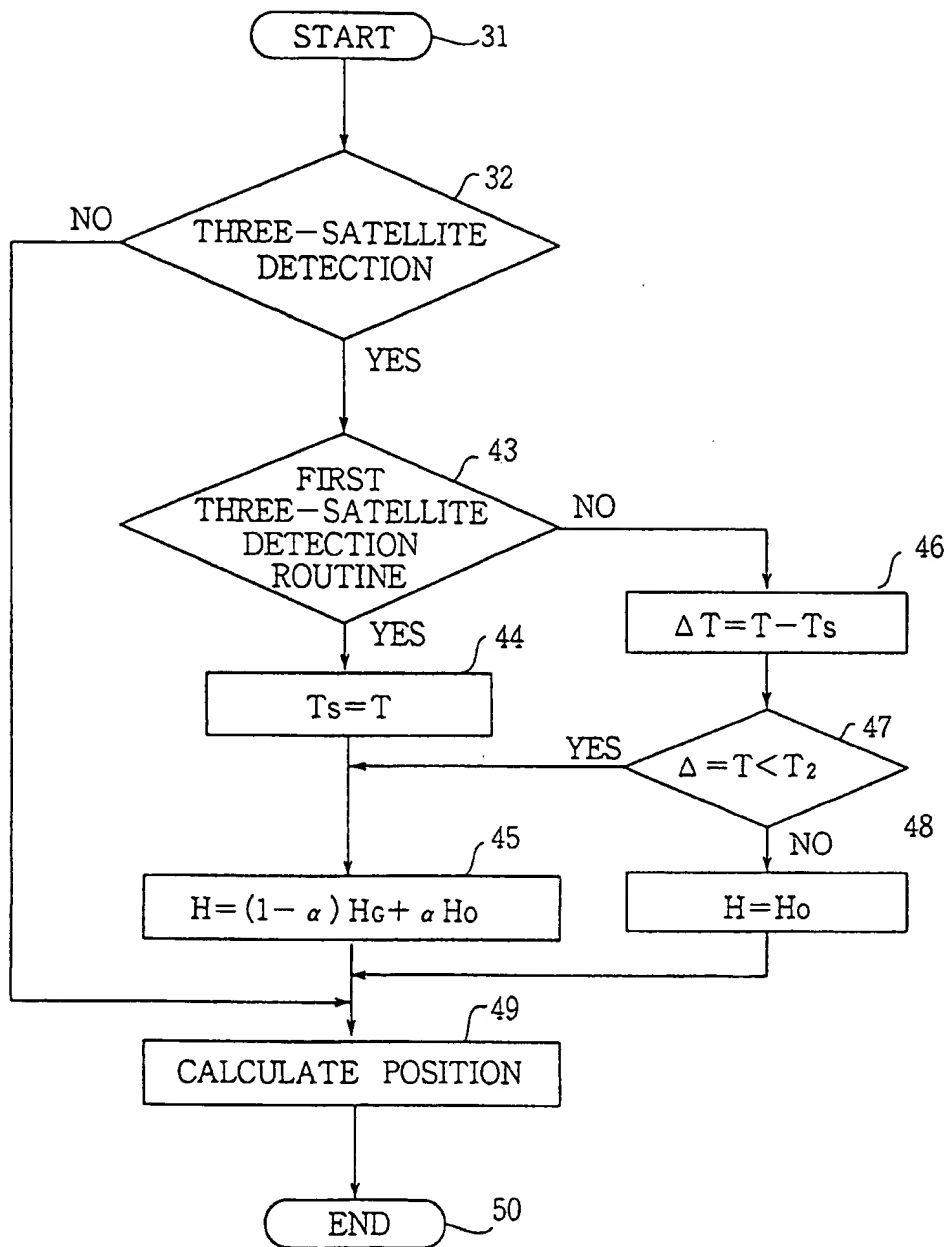 START
31
32
NO
THREE-SATELLITE
DETECTION
YES
43
FIRST
THREE-SATELLITE
DETECTION
ROUTINE
NO
46
ΔT=T-Ts
YES
44
Ts=T
47
YES
Δ=T<T2
NO
48
45
H=(1-α)HG+αHo
H=Ho
49
CALCULATE POSITION
END
50